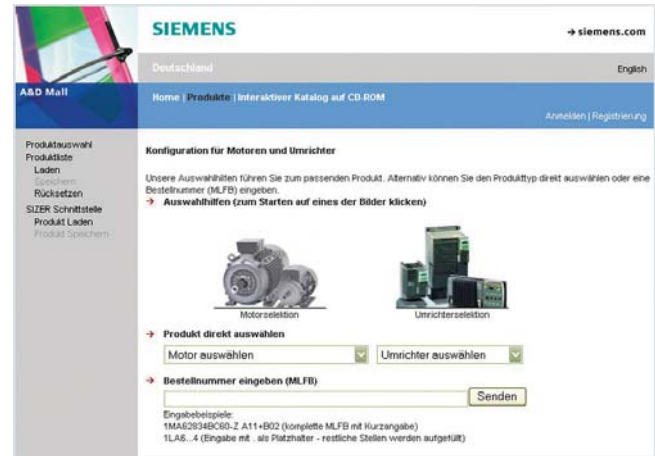 SIEMENS
→ siemens.com
Deutschland
English
A&D Mall
Home | Produkte | Interaktiver Katalog auf CD-ROM
Anmelden | Registrierung
Produktauswahl
Produktliste
Laden
Speichern
Rücksetzen
SIZER Schnittstelle
Produkt Laden
Produkt Speichern
Konfiguration für Motoren und Umrichter
Unsere Auswahlhilfen führen Sie zum passenden Produkt. Alternativ können Sie den Produkttyp direkt auswählen oder eine
Bestellnummer (MLFB) eingeben.
→ Auswahlhilfen (zum Starten auf eines der Bilder klicken)
Motorselektion
Umrichterselektion
→ Produkt direkt auswählen
Motor auswählen
Umrichter auswählen
→ Bestellnummer eingeben (MLFB)
Senden
Eingabebeispiele:
1MA62834BC60-Z A11+B02 (komplette MLFB mit Kurzangabe)
1LA6...4 (Eingabe mit . als Platzhalter - restliche Stellen werden aufgefüllt)